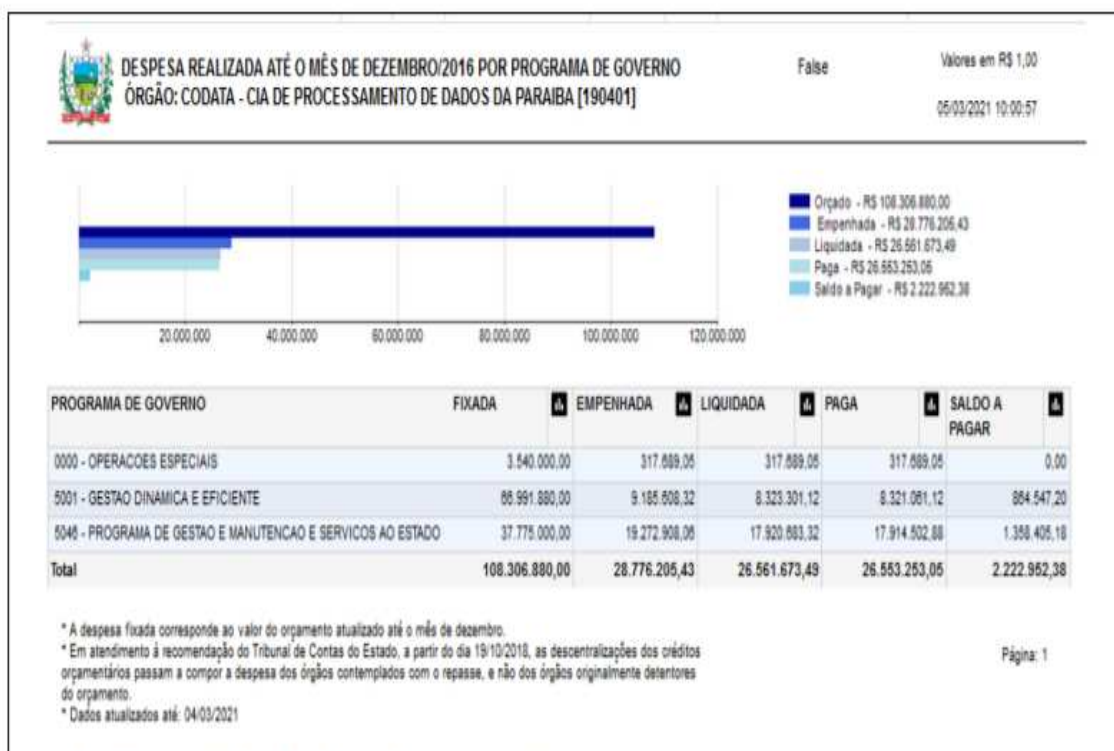 DESPESA REALIZADA ATÉ O MÊS DE DEZEMBRO/2016 POR PROGRAMA DE GOVERNO
ÓRGÃO: CODATA - CIA DE PROCESSAMENTO DE DADOS DA PARAIBA [190401]
False
Valores em R$ 1,00
05/03/2021 10:00:57
Orçado - R$ 108.306.880,00
Empenhada - R$ 28.776.205,43
Liquidada - R$ 26.561.673,49
Paga - R$ 26.553.253,05
Saldo a Pagar - R$ 2.222.952,38
20.000.000 40.000.000 60.000.000 80.000.000 100.000.000 120.000.000
PROGRAMA DE GOVERNO FIXADA EMPENHADA LIQUIDADA PAGA SALDO A
PAGAR
0000 - OPERACOES ESPECIAIS 3.540.000,00 317.689,05 317.689,05 317.689,05 0,00
5001 - GESTAO DINAMICA E EFICIENTE 66.991.880,00 9.185.608,32 8.323.301,12 8.321.061,12 864.547,20
5046 - PROGRAMA DE GESTAO E MANUTENCAO E SERVICOS AO ESTADO 37.775.000,00 19.272.908,06 17.920.683,32 17.914.502,88 1.358.405,18
Total 108.306.880,00 28.776.205,43 26.561.673,49 26.553.253,05 2.222.952,38
* A despesa fixada corresponde ao valor do orçamento atualizado até o mês de dezembro.
* Em atendimento à recomendação do Tribunal de Contas do Estado, a partir do dia 19/10/2018, as descentralizações dos créditos
orçamentários passam a compor a despesa dos órgãos contemplados com o repasse, e não dos órgãos originalmente detentores
do orçamento.
* Dados atualizados até: 04/03/2021
Página: 1